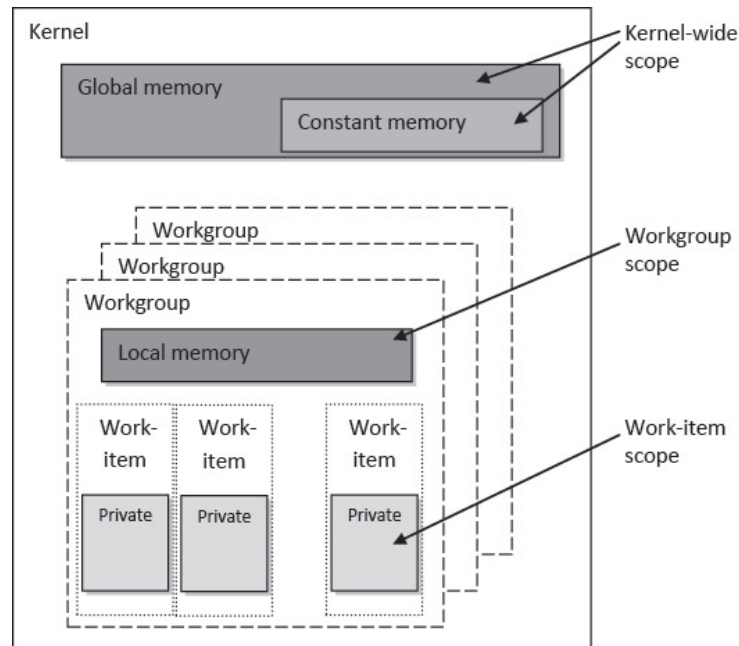 Kernel
Kernel-wide
scope
Global memory
Constant memory
Workgroup
Workgroup
Workgroup
Workgroup
scope
Local memory
Work-
item
Work-
item
Work-
item
Work-item
scope
Private
Private
Private